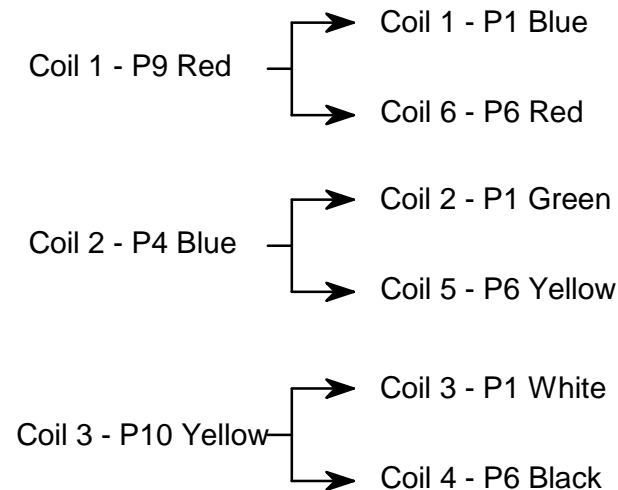 Coil 1 - P1 Blue
Coil 1 - P9 Red
Coil 6 - P6 Red
Coil 2 - P1 Green
Coil 2 - P4 Blue
Coil 5 - P6 Yellow
Coil 3 - P1 White
Coil 3 - P10 Yellow
Coil 4 - P6 Black